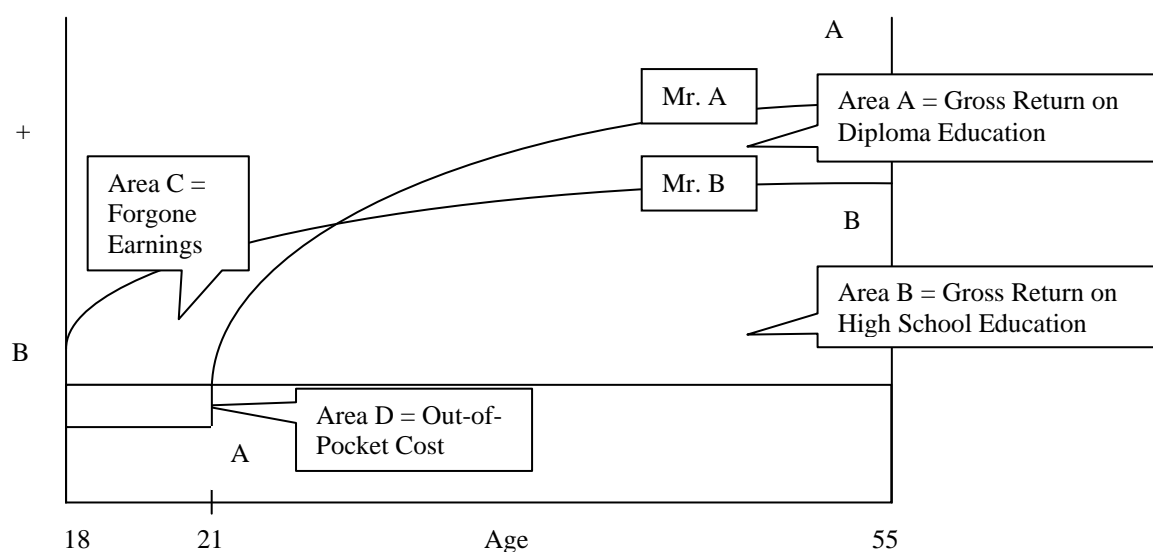 A
Mr. A
Area A = Gross Return on
Diploma Education
+
Area C =
Forgone
Earnings
Mr. B
B
Area B = Gross Return on
High School Education
B
Area D = Out-of-
Pocket Cost
A
18
21
Age
55